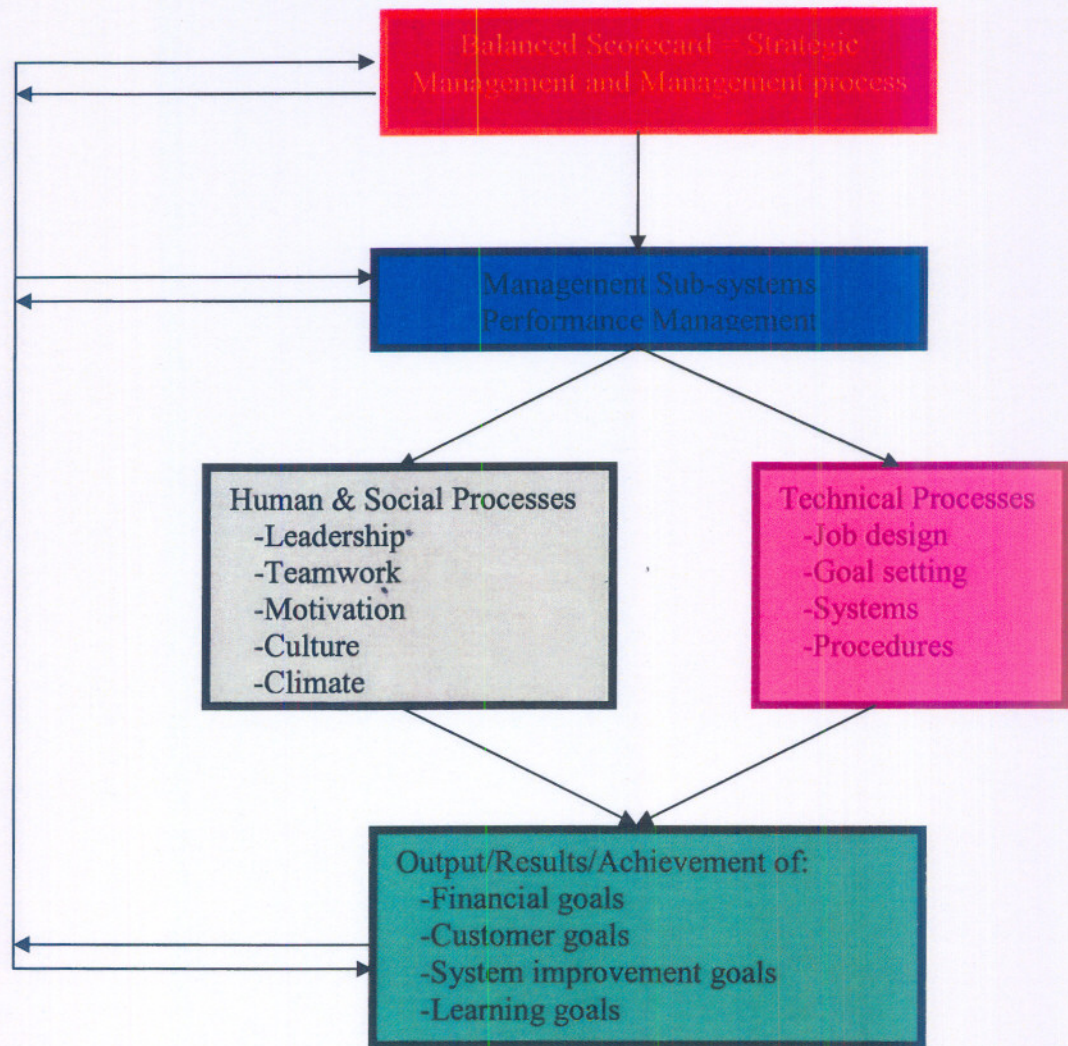 Balanced Scorecard – Strategic
Management and Management process
Management Sub-systems
Performance Management
Human & Social Processes
-Leadership
-Teamwork
-Motivation
-Culture
-Climate
Technical Processes
-Job design
-Goal setting
-Systems
-Procedures
Output/Results/Achievement of:
-Financial goals
-Customer goals
-System improvement goals
-Learning goals